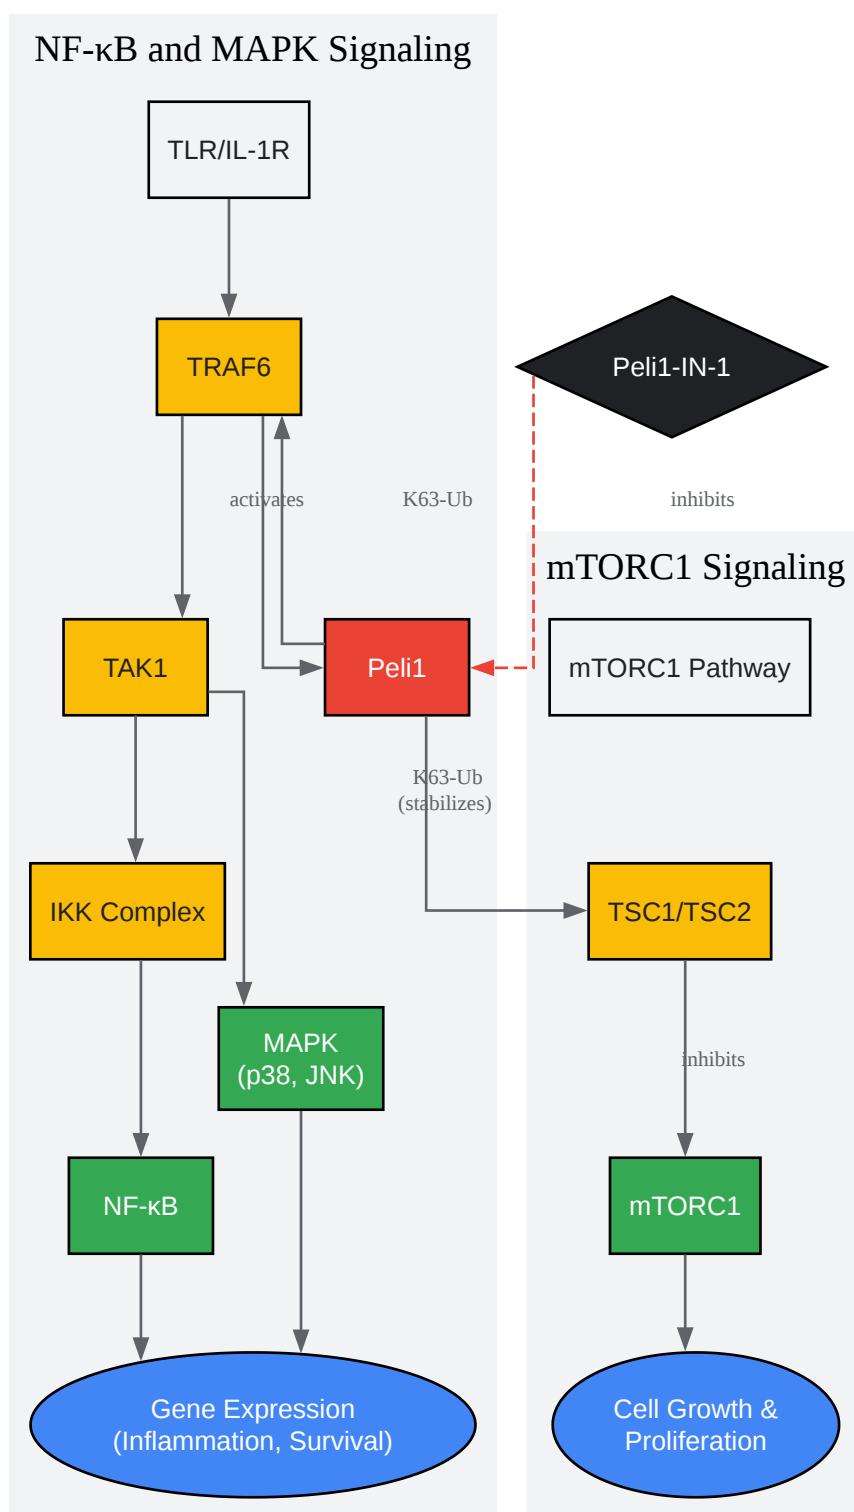 NF-κB and MAPK Signaling
TLR/IL-1R
TRAF6
Peli1-IN-1
activates
K63-Ub
inhibits
mTORC1 Signaling
TAK1
Peli1
mTORC1 Pathway
K63-Ub
(stabilizes)
IKK Complex
TSC1/TSC2
MAPK
(p38, JNK)
inhibits
NF-κB
mTORC1
Gene Expression
(Inflammation, Survival)
Cell Growth &
Proliferation